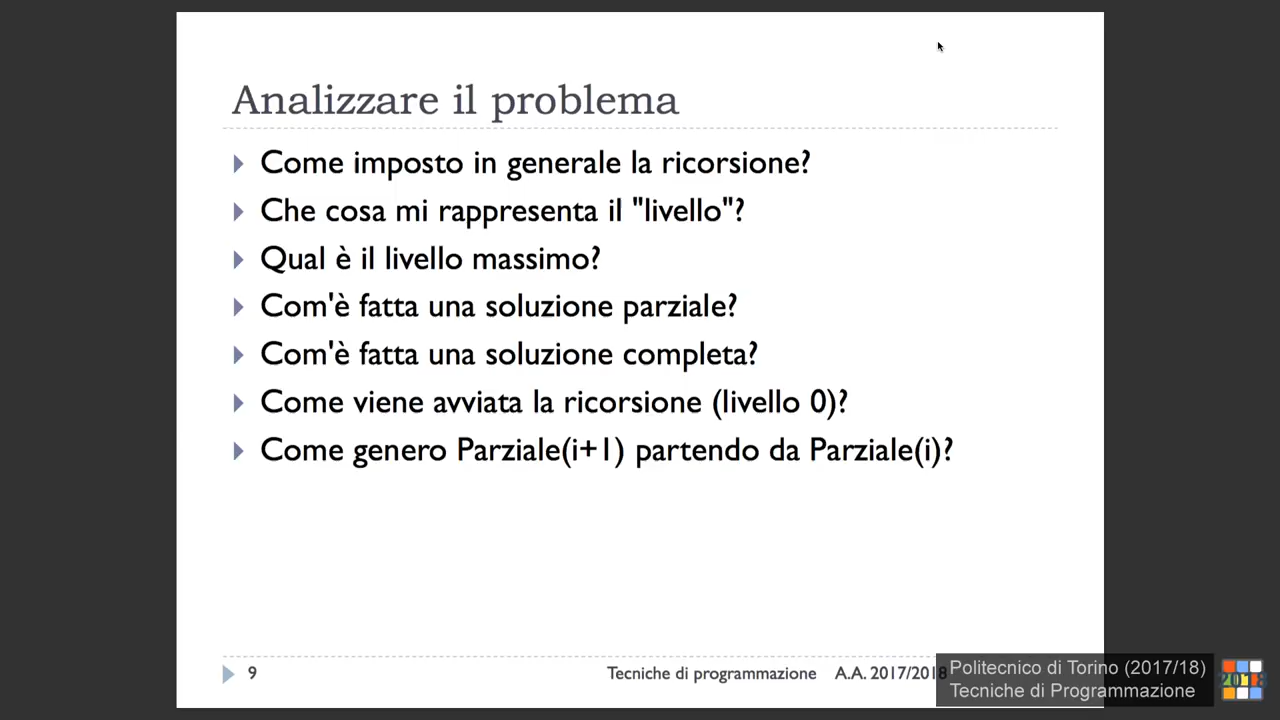 Analizzare il problema
Come imposto in generale la ricorsione?
Che cosa mi rappresenta il "livello"?
Qual è il livello massimo?
Com'è fatta una soluzione parziale?
Com'è fatta una soluzione completa?
Come viene avviata la ricorsione (livello 0)?
Come genero Parziale(i+1) partendo da Parziale(i)?
9 Tecniche di programmazione A.A. 2017/2018
Politecnico di Torino (2017/18)
Tecniche di Programmazione
2018